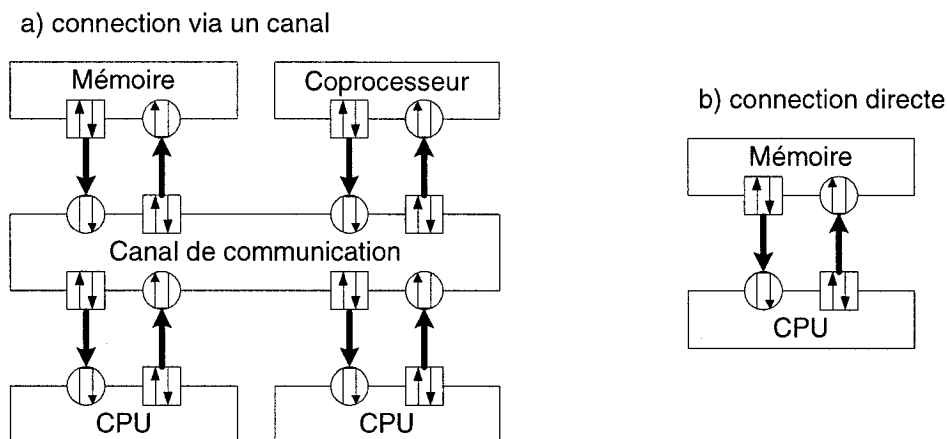 a) connection via un canal
Mémoire
Coprocesseur
Canal de communication
CPU
CPU
b) connection directe
Mémoire
CPU